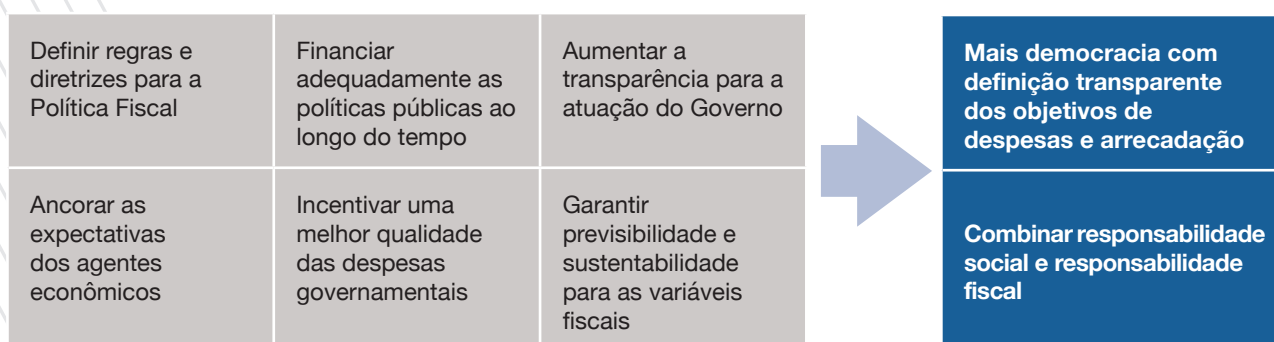 Definir regras e
diretrizes para a
Política Fiscal
Financiar
adequadamente as
políticas públicas ao
longo do tempo
Aumentar a
transparência para a
atuação do Governo
Mais democracia com
definição transparente
dos objetivos de
despesas e arrecadação
Ancorar as
expectativas
dos agentes
econômicos
Incentivar uma
melhor qualidade
das despesas
governamentais
Garantir
previsibilidade e
sustentabilidade
para as variáveis
fiscais
Combinar responsabilidade
social e responsabilidade
fiscal